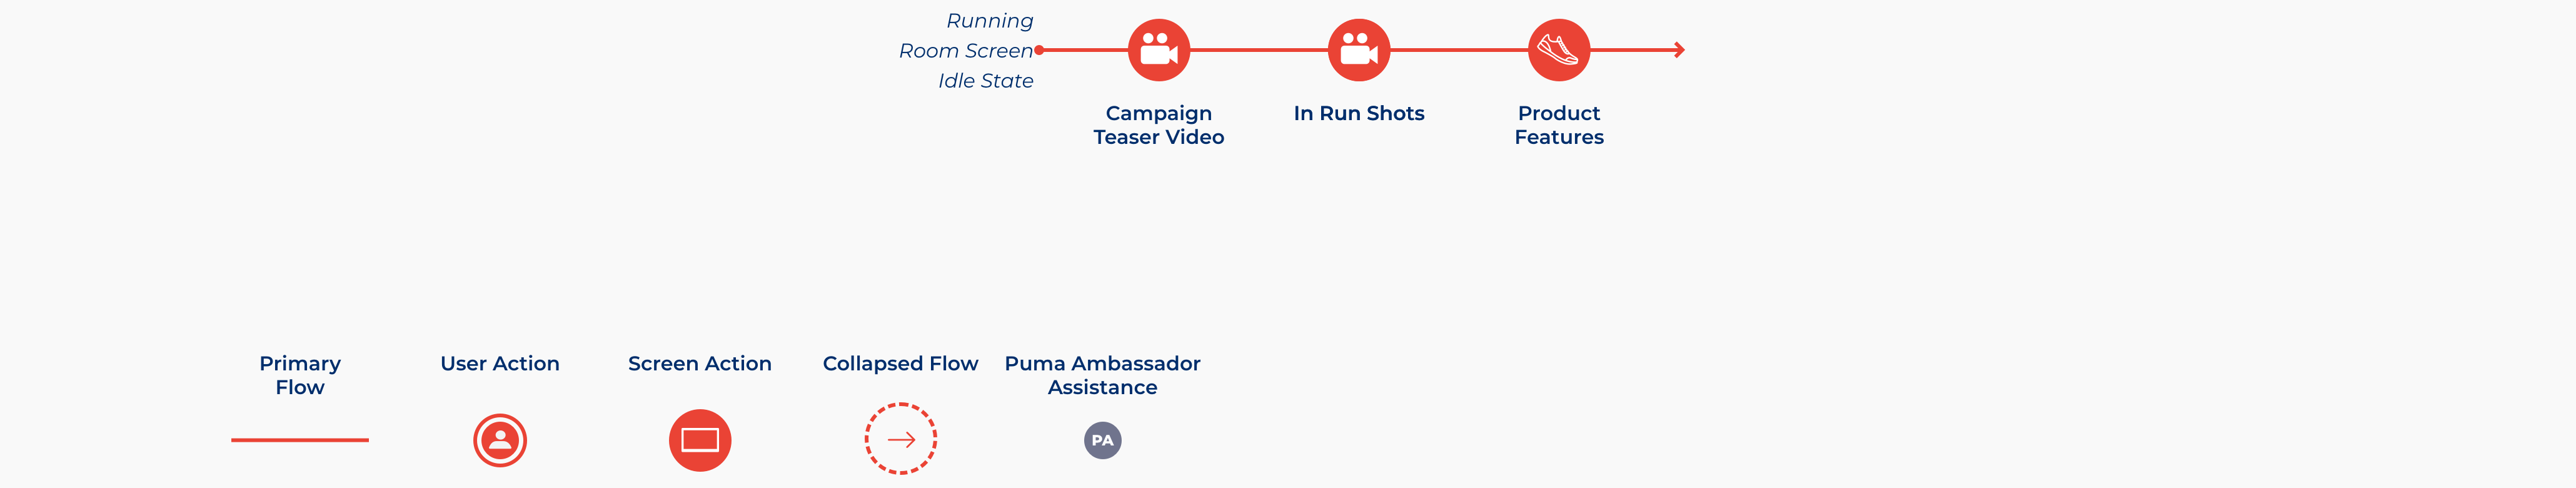 Running
Room Screen
Idle State
Campaign
Teaser Video
In Run Shots
Product
Features
Primary
Flow
User Action
Screen Action
Collapsed Flow
Puma Ambassador
Assistance
PA